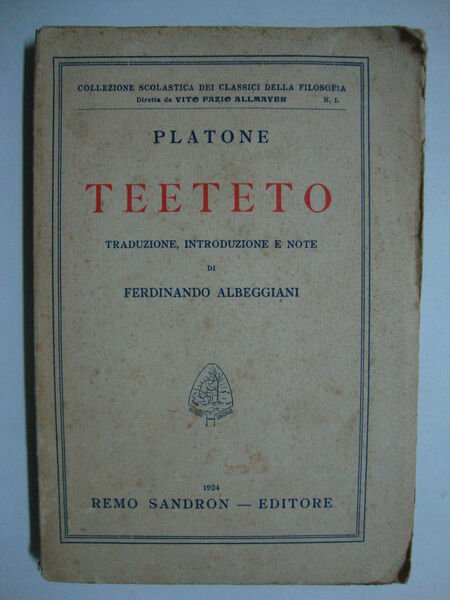 COLLEZIONE SCOLASTICA DEI CLASSICI DELLA FILOSOFIA
Diretta da VITO FAZIO ALLMAYER N. 1.
PLATONE
TEETETO
TRADUZIONE, INTRODUZIONE E NOTE
DI
FERDINANDO ALBEGGIANI
1924
REMO SANDRON — EDITORE